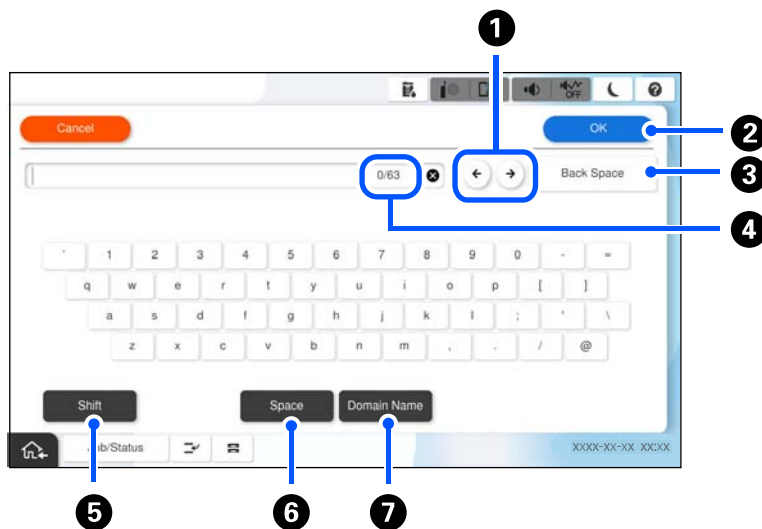 1
OFF
Cancel
OK
2
0/63
Back Space
3
4
` 1 2 3 4 5 6 7 8 9 0 - =
q w e r t y u i o p [ ]
a s d f g h j k l ; ' \
z x c v b n m , . / @
Shift
Space
Domain Name
/Status
XXXX-XX-XX XX:XX
5
6
7